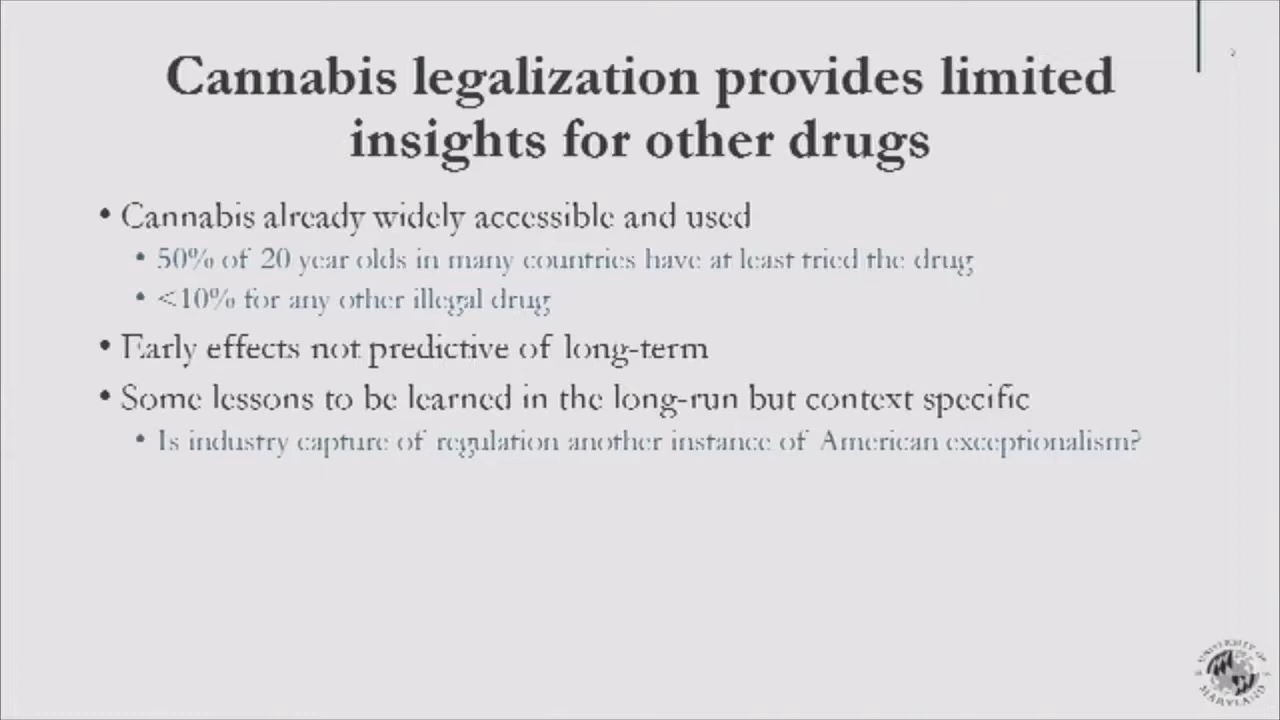 Cannabis legalization provides limited
insights for other drugs
• Cannabis already widely accessible and used
• 50% of 20 year olds in many countries have at least tried the drug
• <10% for any other illegal drug
• Early effects not predictive of long-term
• Some lessons to be learned in the long-run but context specific
• Is industry capture of regulation another instance of American exceptionalism?
UNIVERSITY OF
MARYLAND